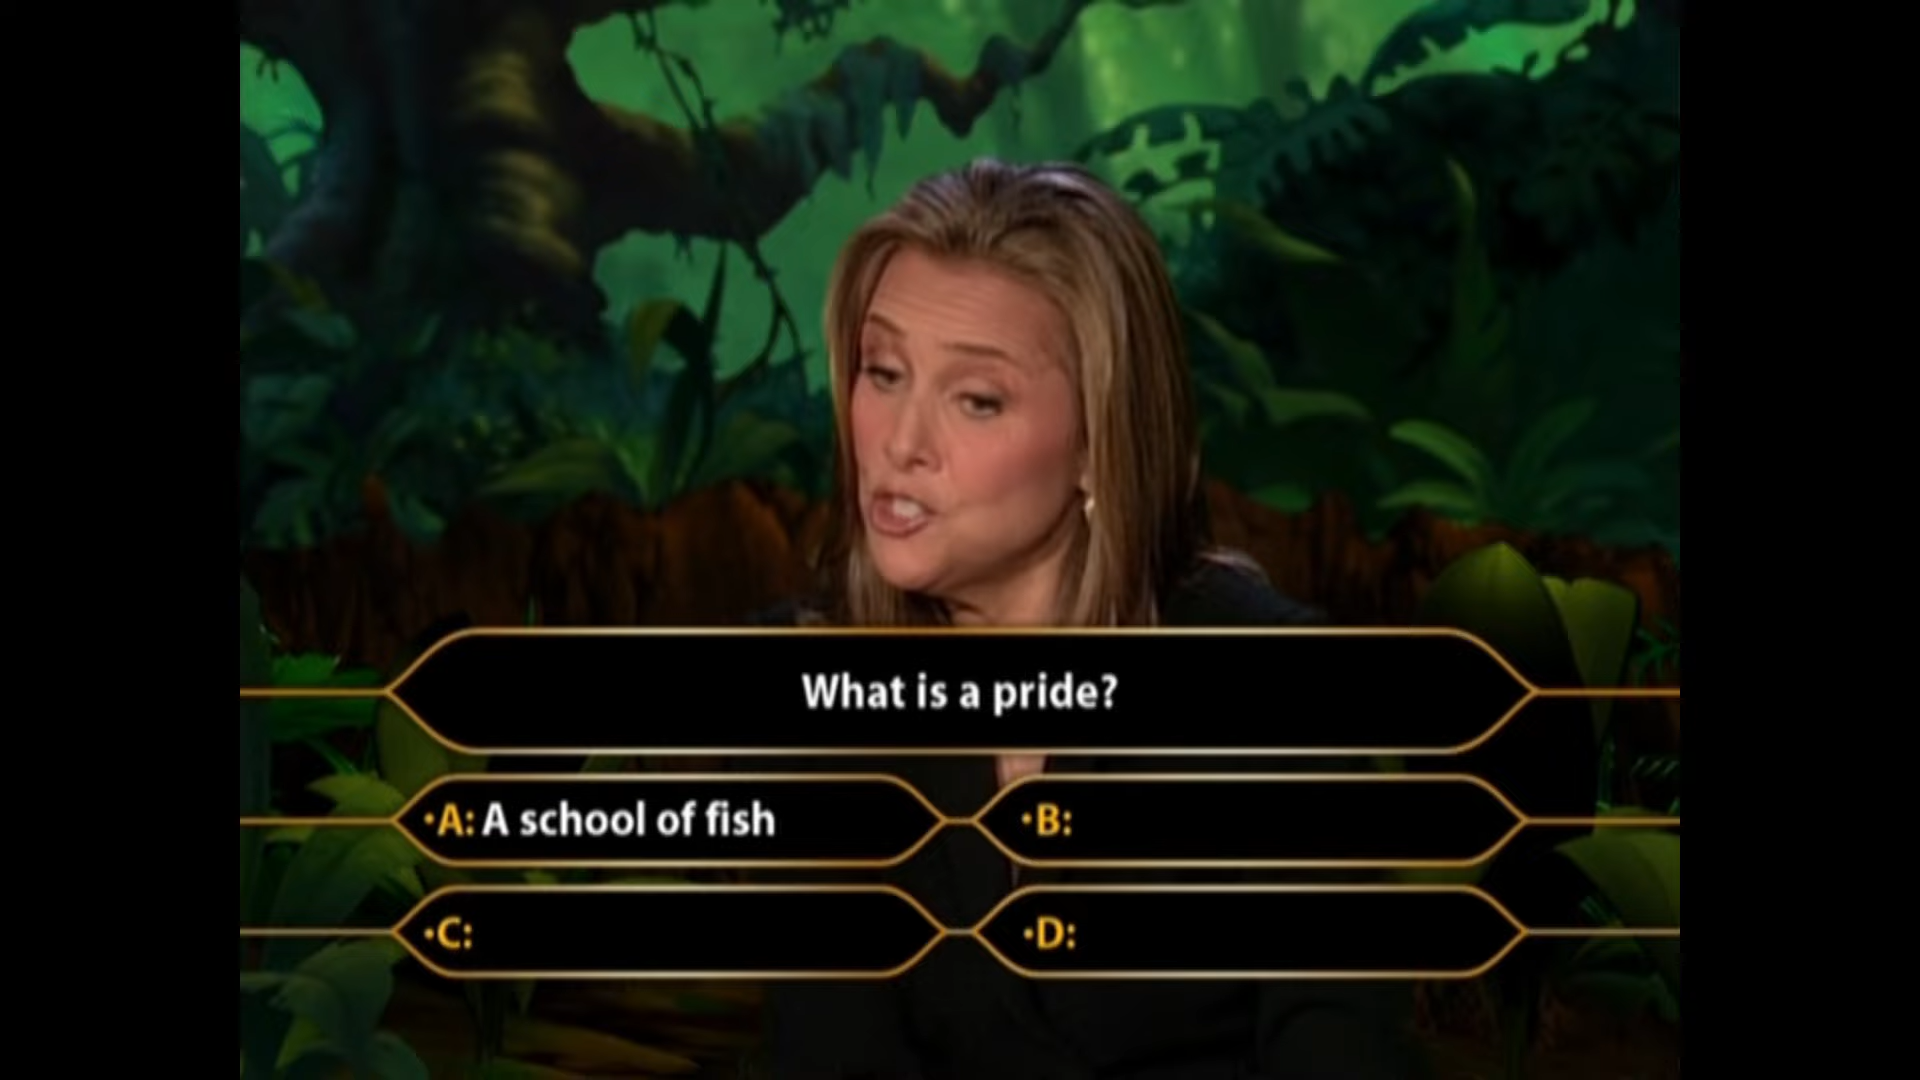 What is a pride?
·A: A school of fish
·B:
·C:
·D: